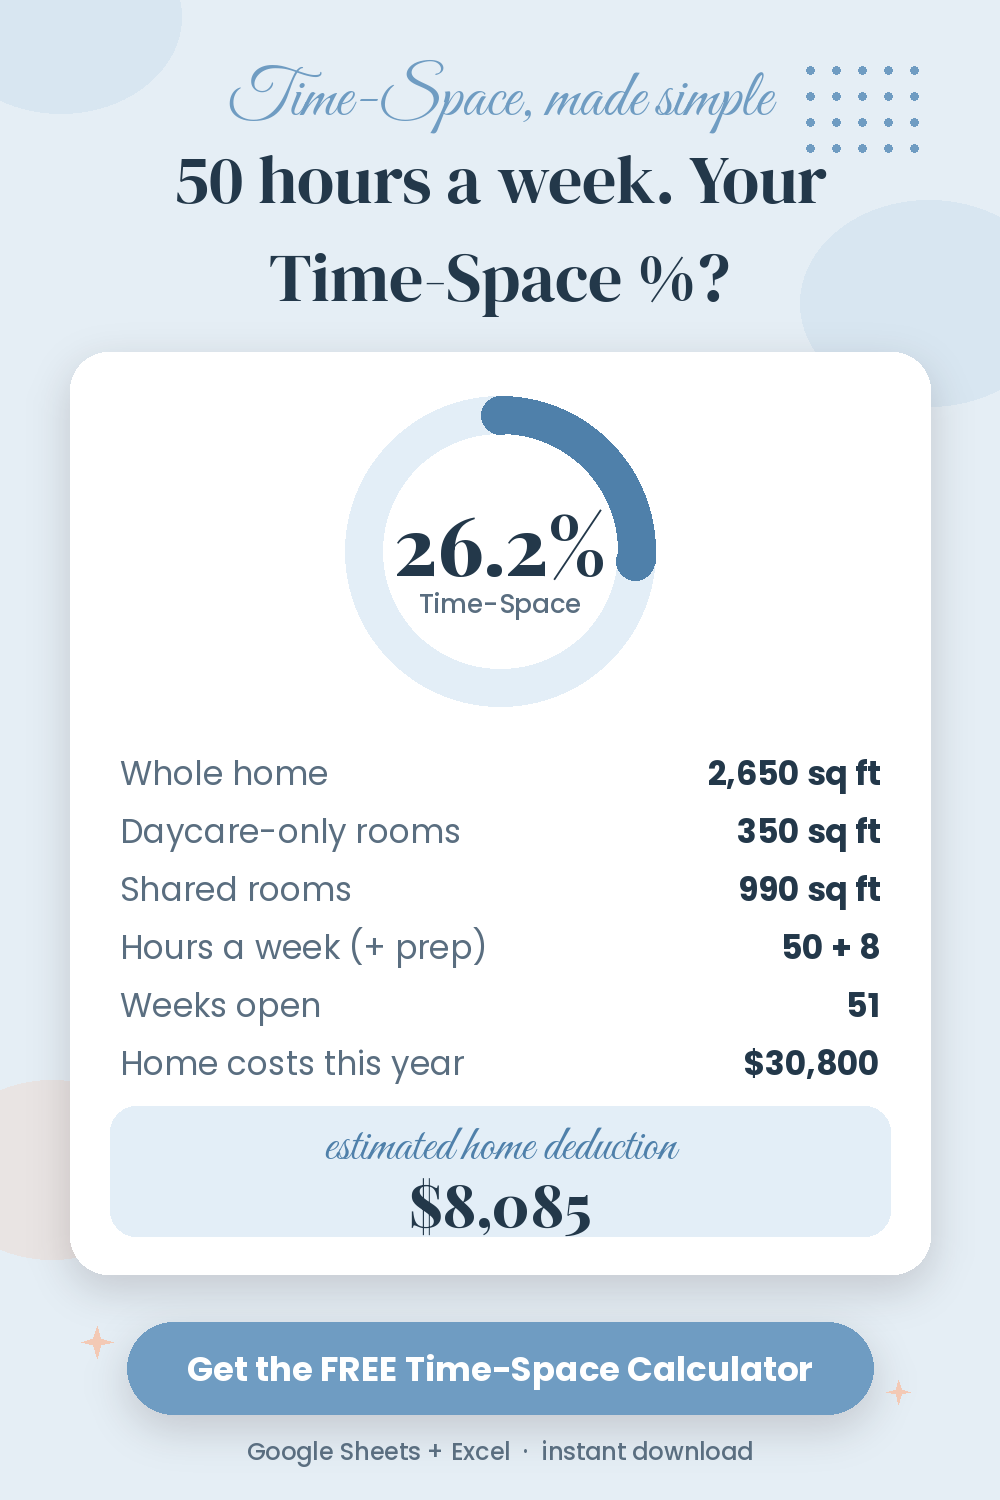 Time-Space, made simple
50 hours a week. Your
Time-Space %?
26.2%
Time-Space
Whole home 2,650 sq ft
Daycare-only rooms 350 sq ft
Shared rooms 990 sq ft
Hours a week (+ prep) 50 + 8
Weeks open 51
Home costs this year $30,800
estimated home deduction
$8,085
Get the FREE Time-Space Calculator
Google Sheets + Excel · instant download